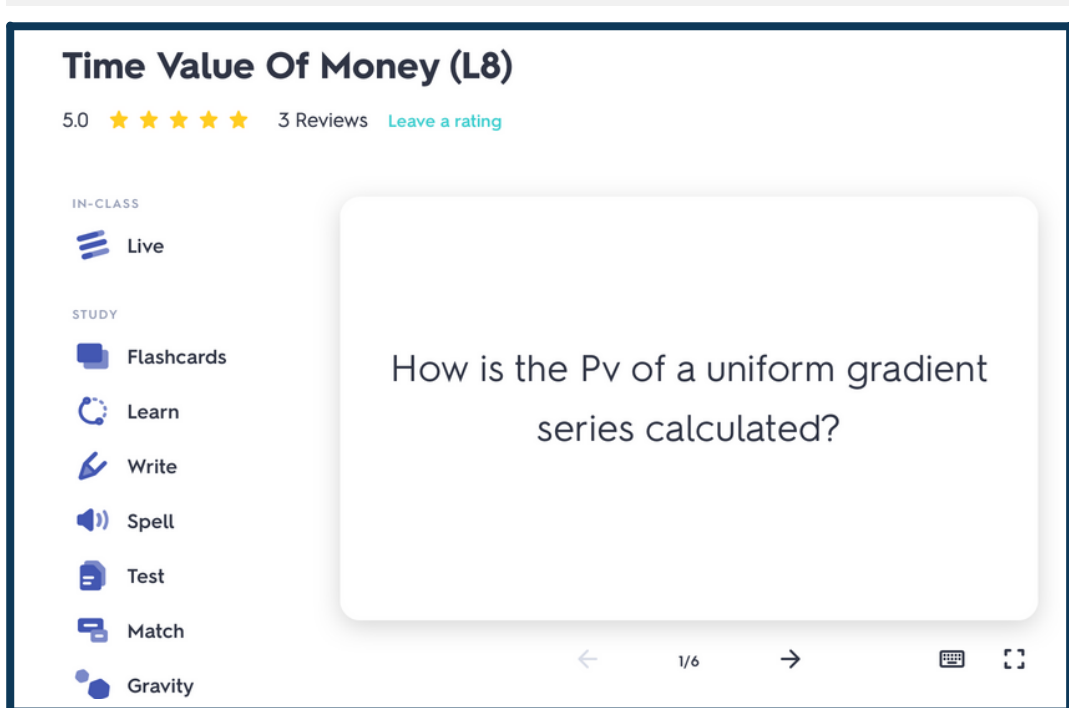 Time Value Of Money (L8)
5.0 3 Reviews Leave a rating
IN-CLASS
Live
STUDY
Flashcards
Learn
Write
Spell
Test
Match
Gravity
How is the Pv of a uniform gradient
series calculated?
1/6